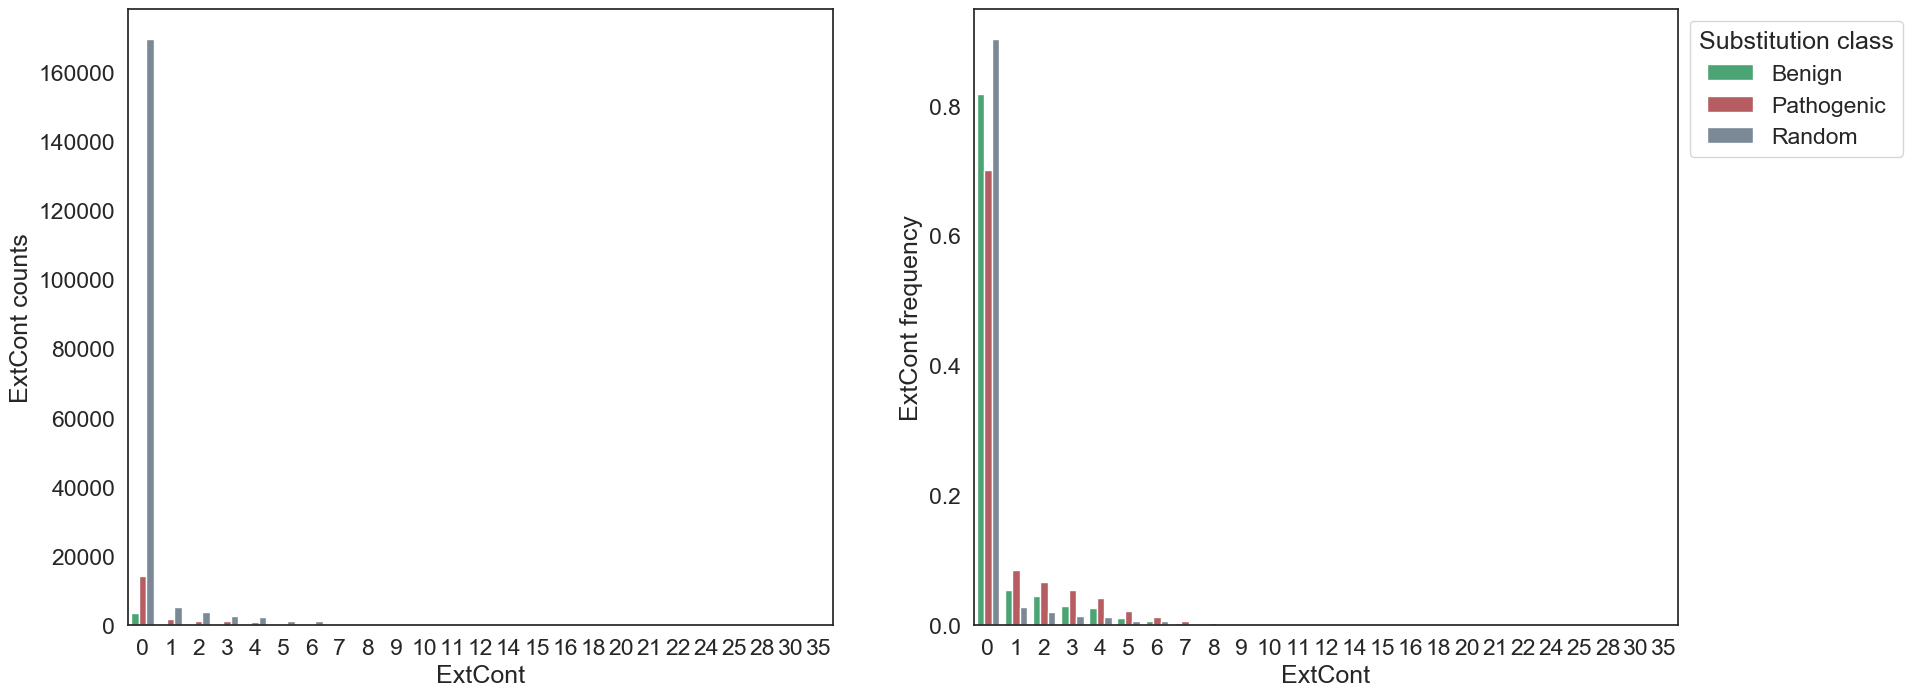 ExtCont counts
160000
140000
120000
100000
80000
60000
40000
20000
0
0 1 2 3 4 5 6 7 8 9 10 11 12 14 15 16 18 20 21 22 24 25 28 30 35
ExtCont
ExtCont frequency
0.8
0.6
0.4
0.2
0.0
0 1 2 3 4 5 6 7 8 9 10 11 12 14 15 16 18 20 21 22 24 25 28 30 35
ExtCont
Substitution class
Benign
Pathogenic
Random